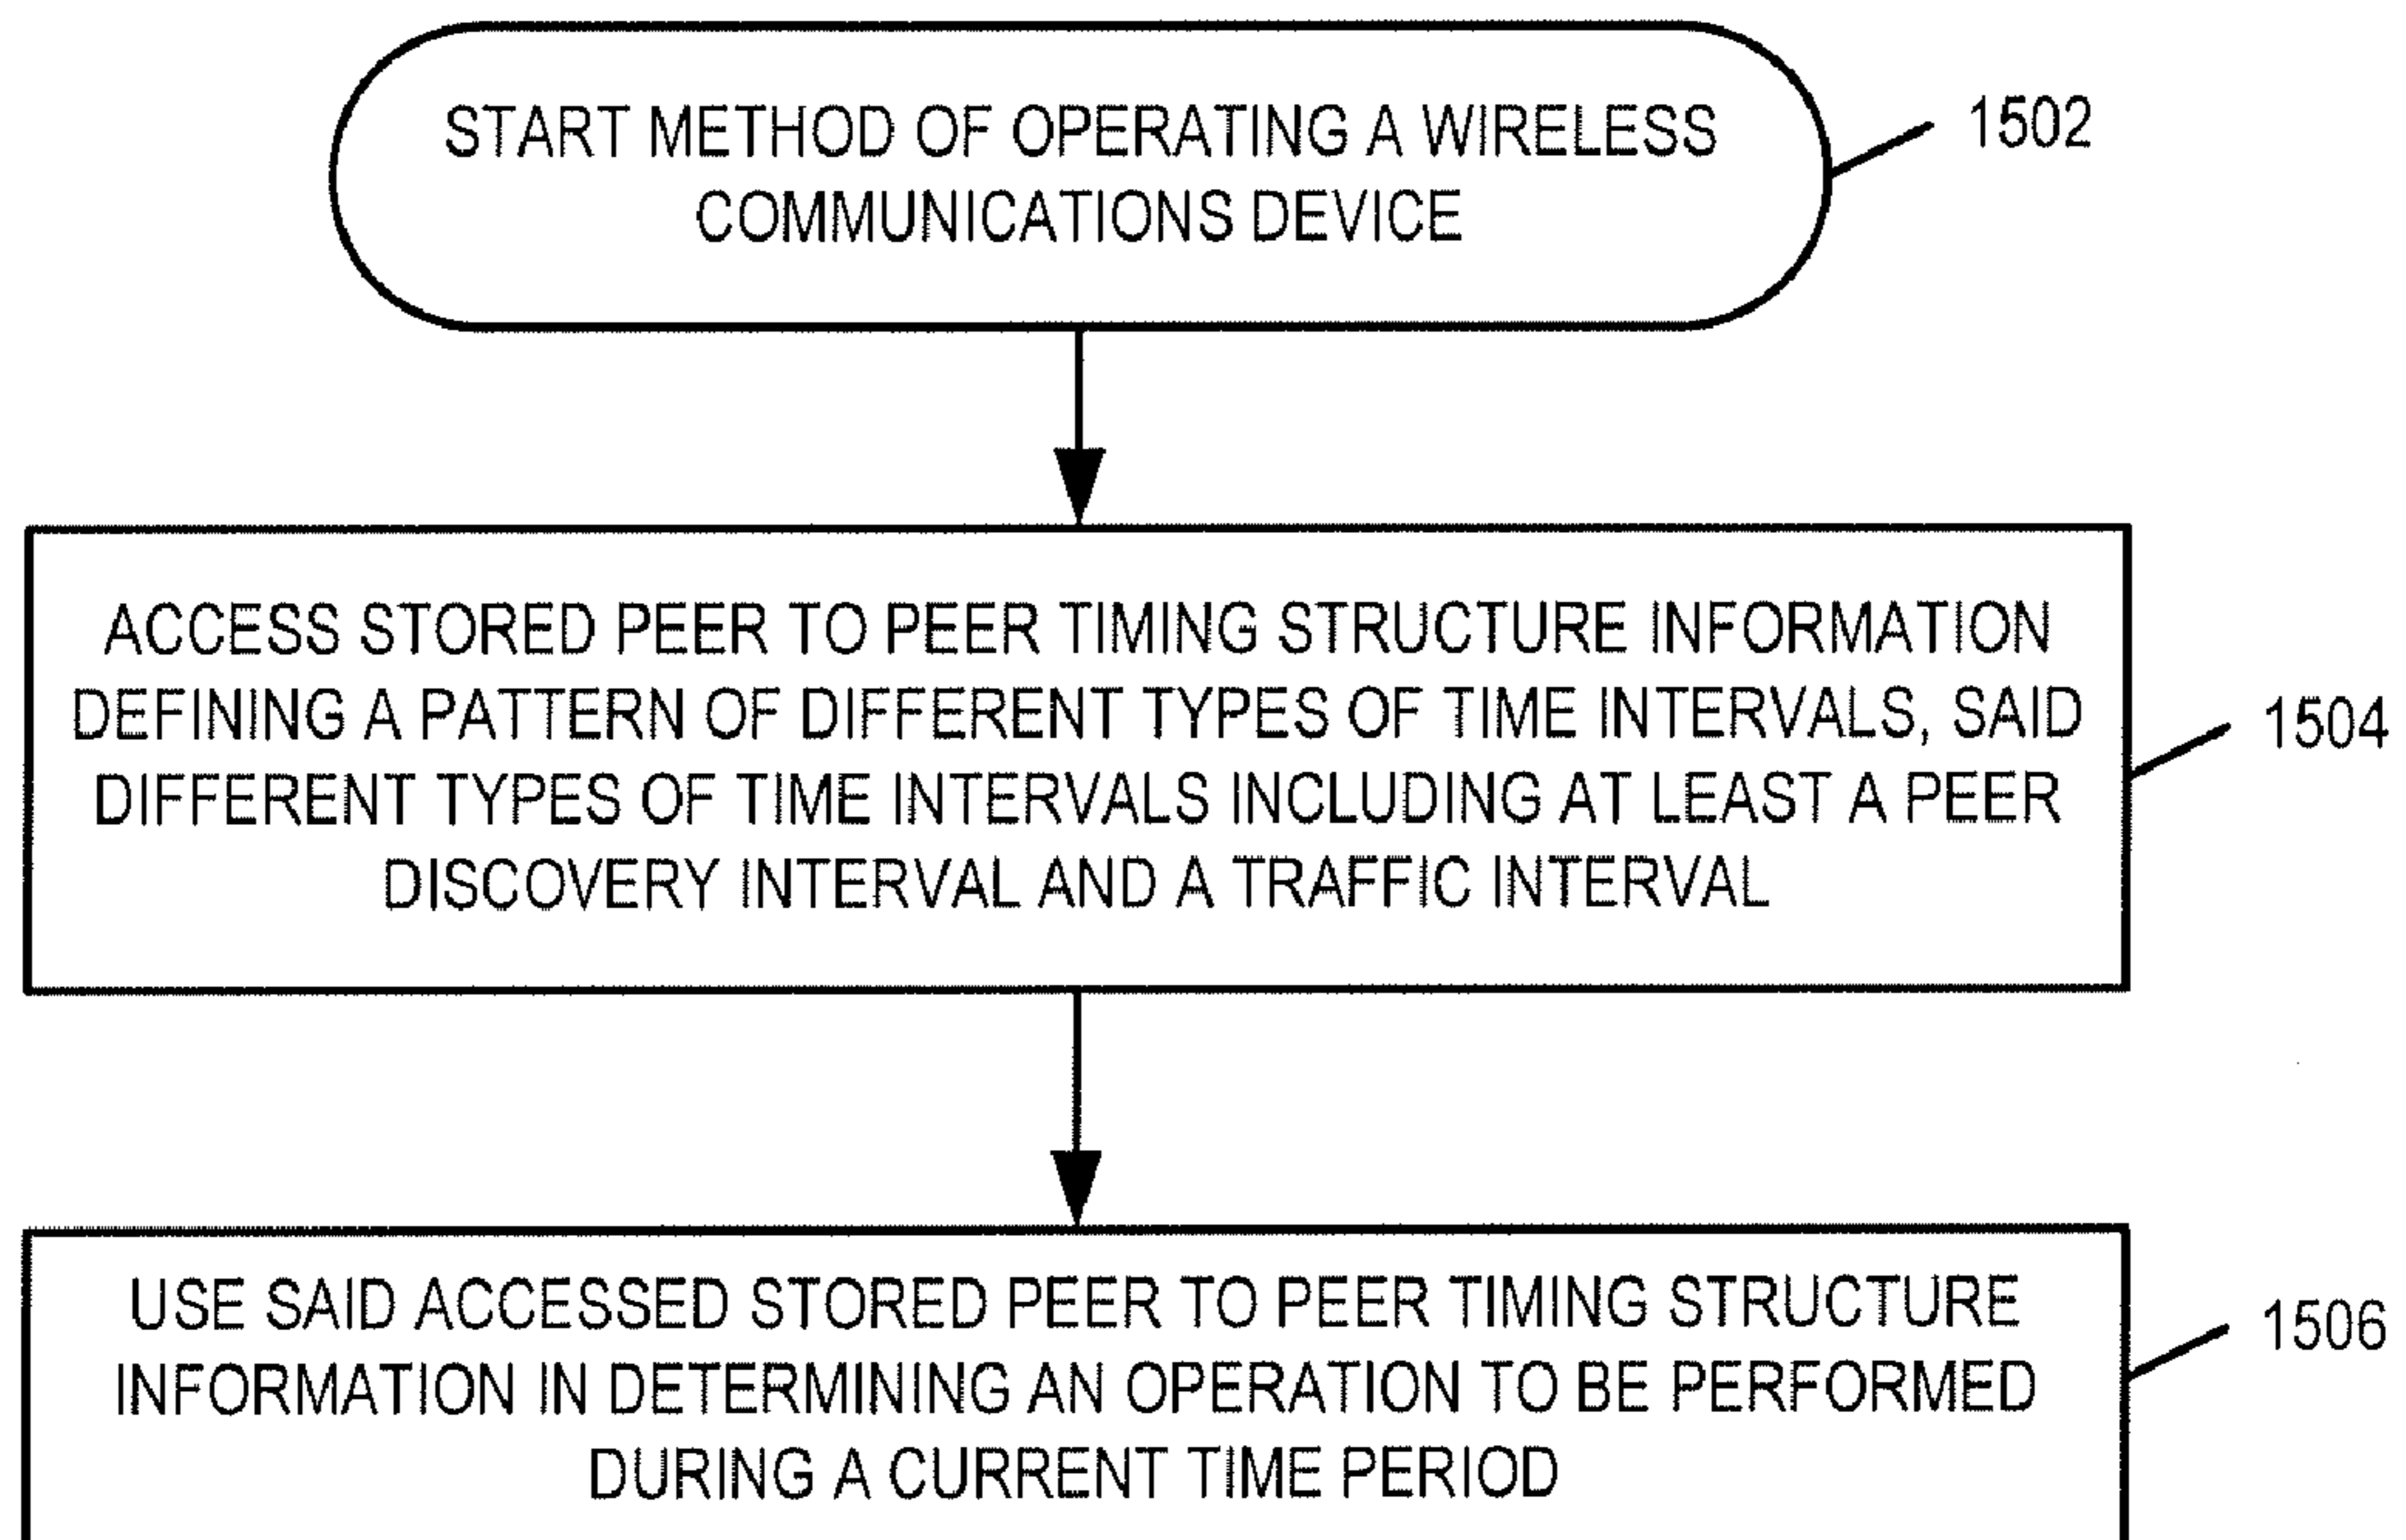 START METHOD OF OPERATING A WIRELESS
COMMUNICATIONS DEVICE
1502
ACCESS STORED PEER TO PEER TIMING STRUCTURE INFORMATION
DEFINING A PATTERN OF DIFFERENT TYPES OF TIME INTERVALS, SAID
DIFFERENT TYPES OF TIME INTERVALS INCLUDING AT LEAST A PEER
DISCOVERY INTERVAL AND A TRAFFIC INTERVAL
1504
USE SAID ACCESSED STORED PEER TO PEER TIMING STRUCTURE
INFORMATION IN DETERMINING AN OPERATION TO BE PERFORMED
DURING A CURRENT TIME PERIOD
1506